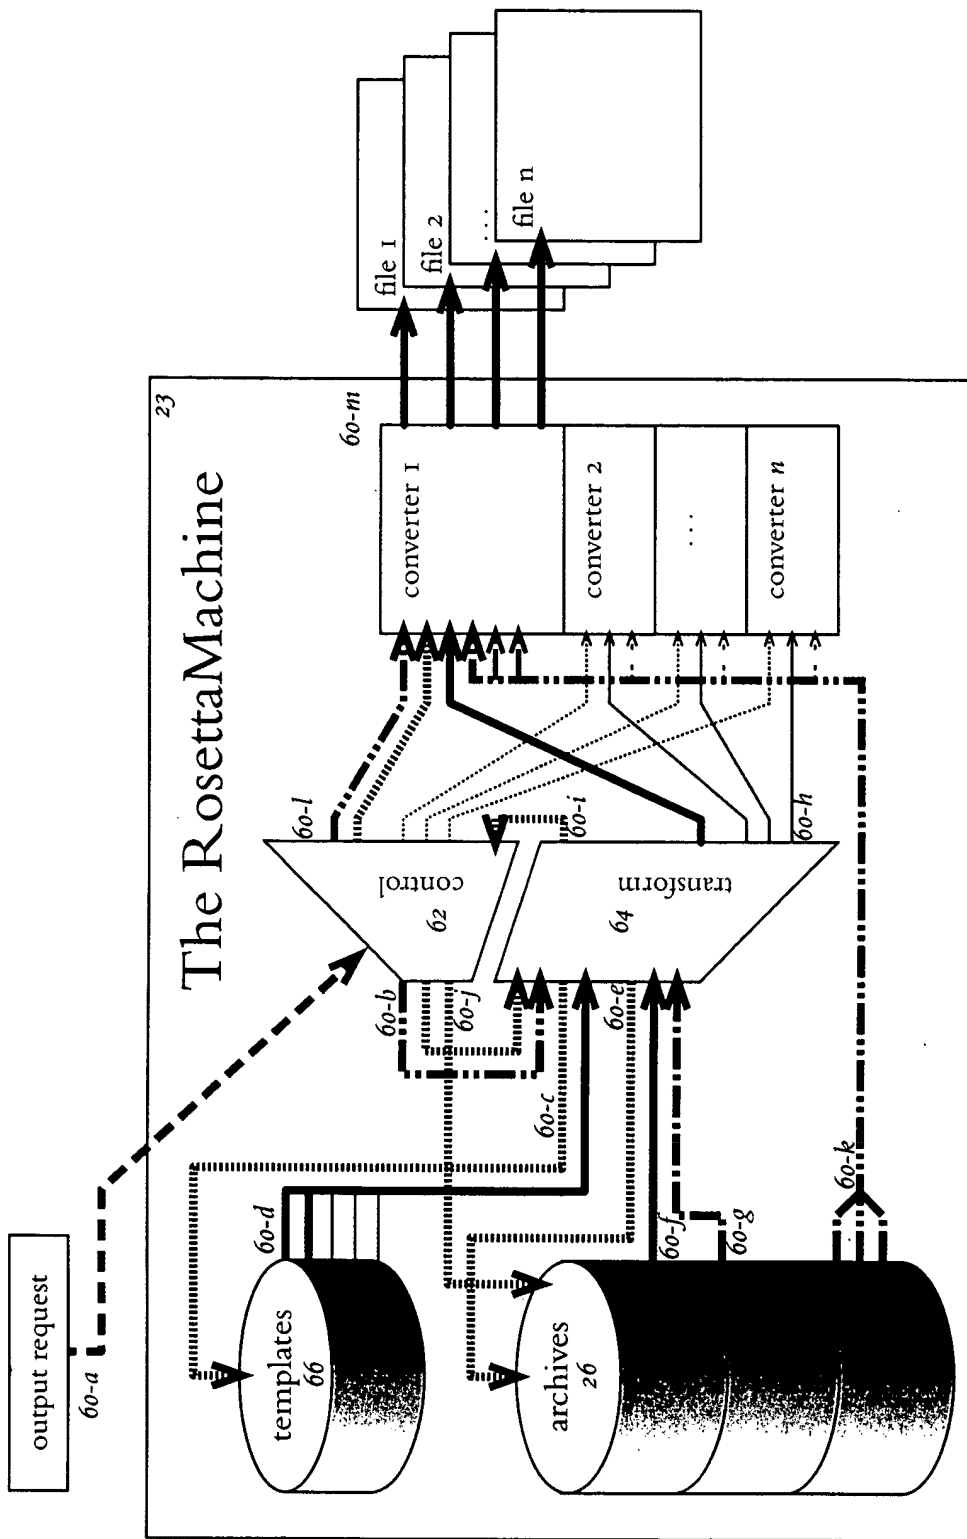 output request
60-a
23
The RosettaMachine
templates
66
60-d
60-c
60-b
60-j
60-e
60-f
60-g
60-k
archives
26
control
62
transform
64
60-l
60-i
60-h
60-m
converter 1
converter 2
...
converter n
file 1
file 2
...
file n